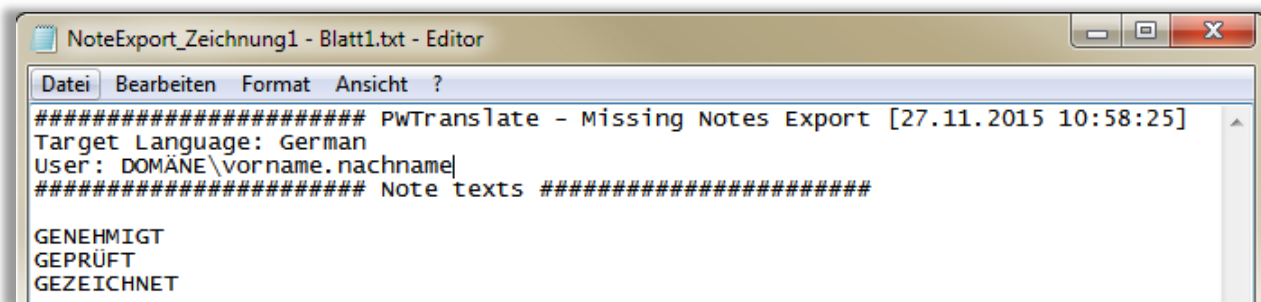 NoteExport_Zeichnung1 - Blatt1.txt - Editor
Datei Bearbeiten Format Ansicht ?
####################### PWTranslate - Missing Notes Export [27.11.2015 10:58:25]
Target Language: German
User: DOMÄNE\vorname.nachname
####################### Note texts #######################
GENEHMIGT
GEPRÜFT
GEZEICHNET